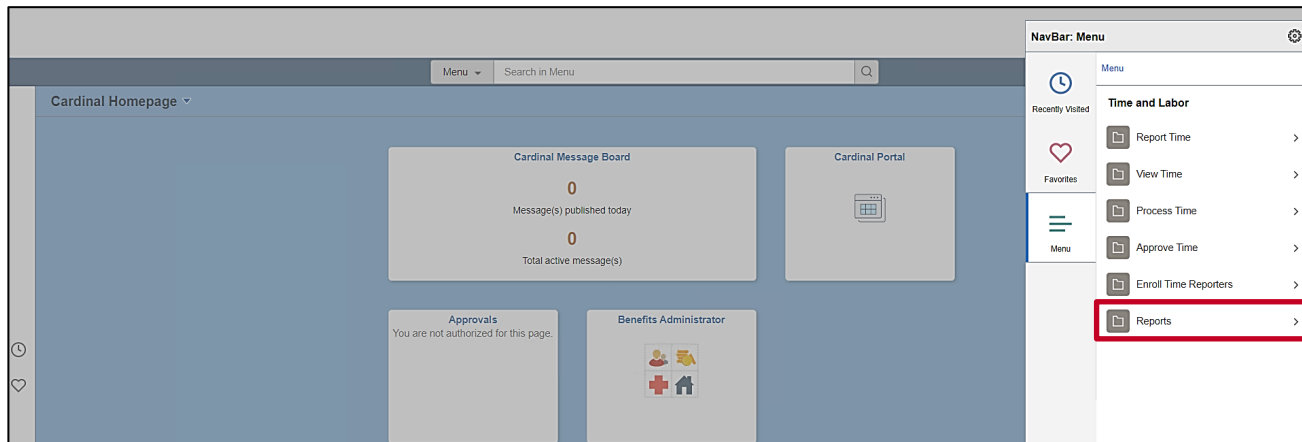 NavBar: Menu
Menu
Search in Menu
Cardinal Homepage
Cardinal Message Board
0
Message(s) published today
0
Total active message(s)
Cardinal Portal
Approvals
You are not authorized for this page.
Benefits Administrator
Recently Visited
Favorites
Menu
Menu
Time and Labor
Report Time
View Time
Process Time
Approve Time
Enroll Time Reporters
Reports